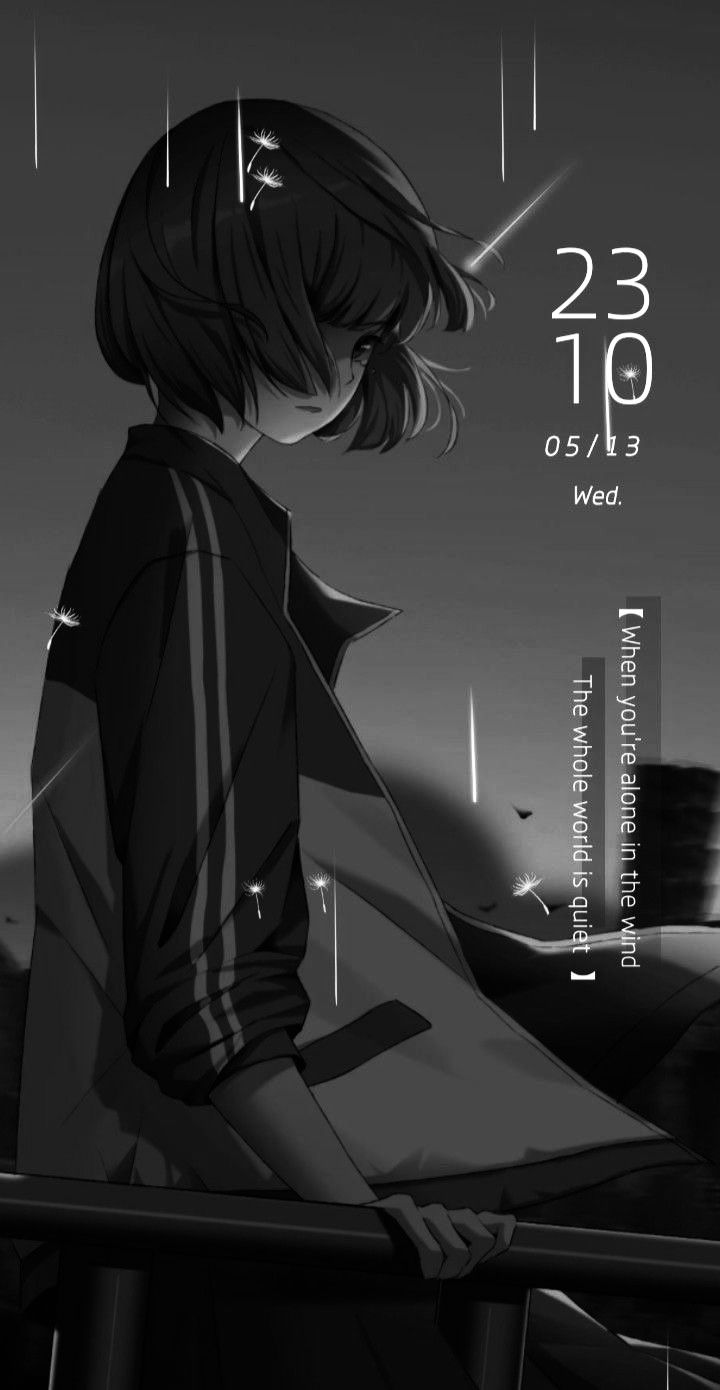 23
10
05/13
Wed.
【When you're alone in the wind
The whole world is quiet 】